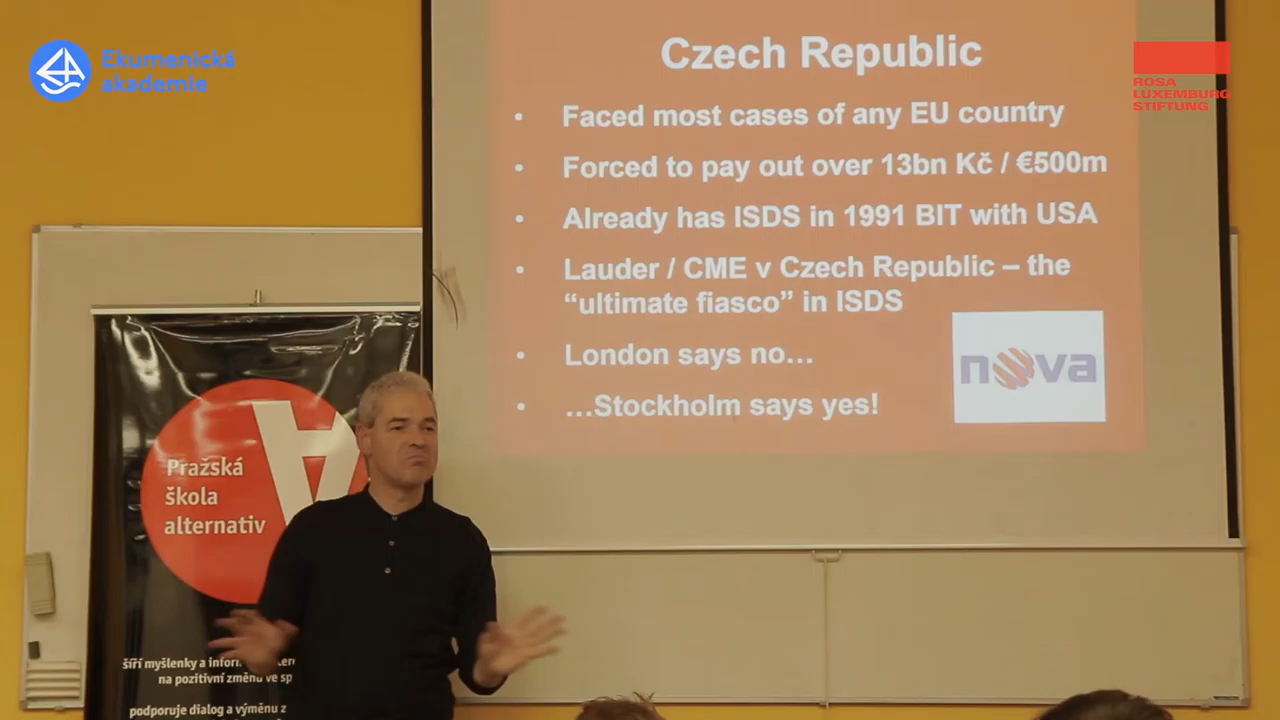 Ekumenická
akademie
ROSA
LUXEMBURG
STIFTUNG
Czech Republic
• Faced most cases of any EU country
• Forced to pay out over 13bn Kč / €500m
• Already has ISDS in 1991 BIT with USA
• Lauder / CME v Czech Republic – the
“ultimate fiasco” in ISDS
• London says no…
• …Stockholm says yes!
nova
Pražská
škola
alternativ
šíří myšlenky a
na pozitivní změnu ve
podporuje dialog a výměnu z